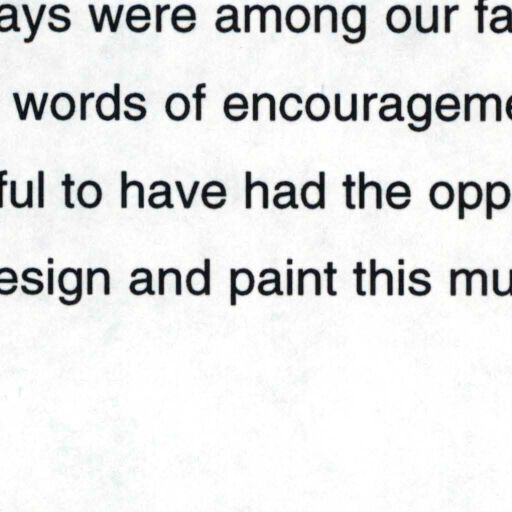 ays were among our fa
words of encourageme
ful to have had the opp
esign and paint this mu